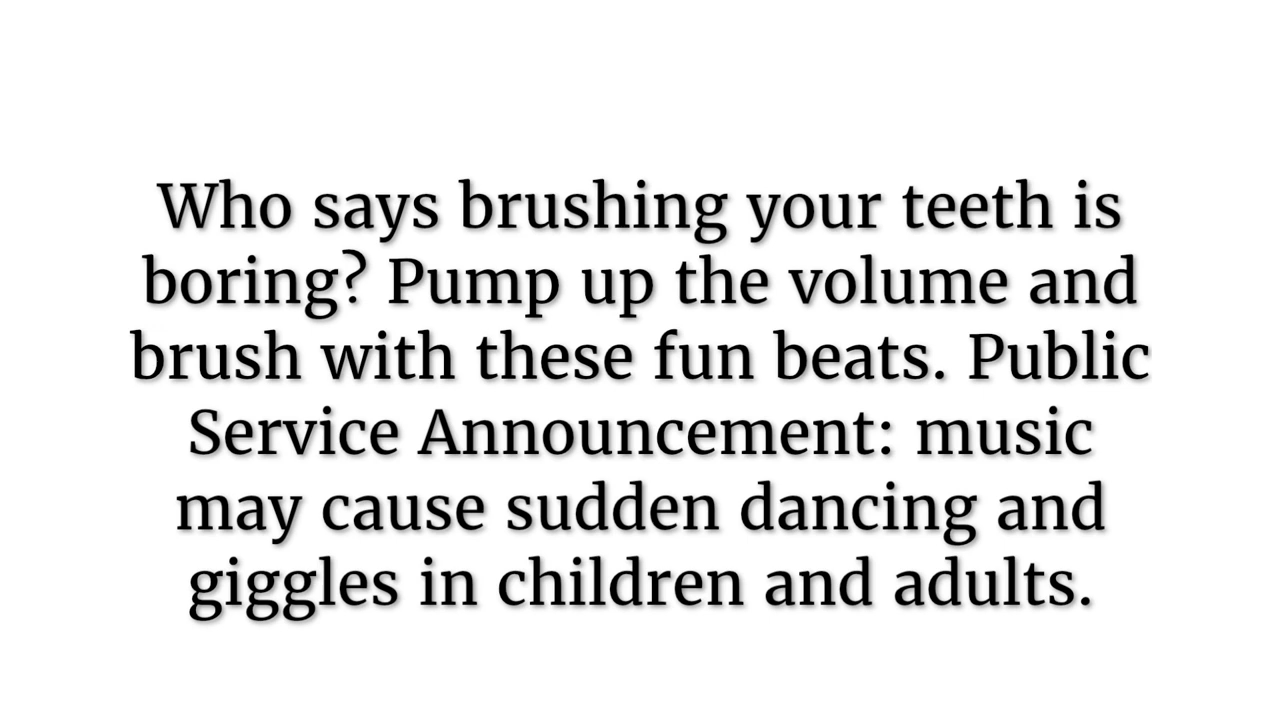 Who says brushing your teeth is
boring? Pump up the volume and
brush with these fun beats. Public
Service Announcement: music
may cause sudden dancing and
giggles in children and adults.